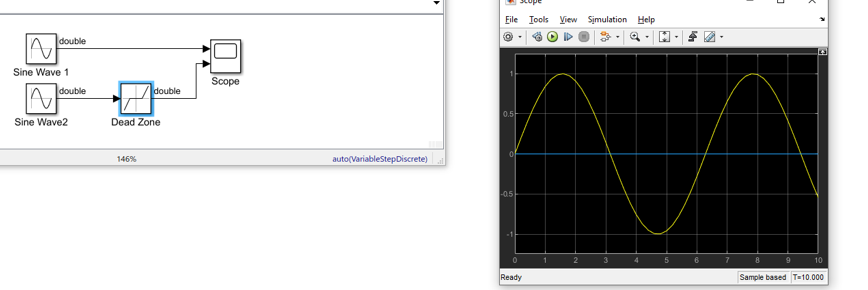 double
Sine Wave 1
Scope
double
double
Sine Wave2
Dead Zone
146%
auto(VariableStepDiscrete)
Scope
File Tools View Simulation Help
1
0.5
0
-0.5
-1
0 1 2 3 4 5 6 7 8 9 10
Ready
Sample based
T=10.000